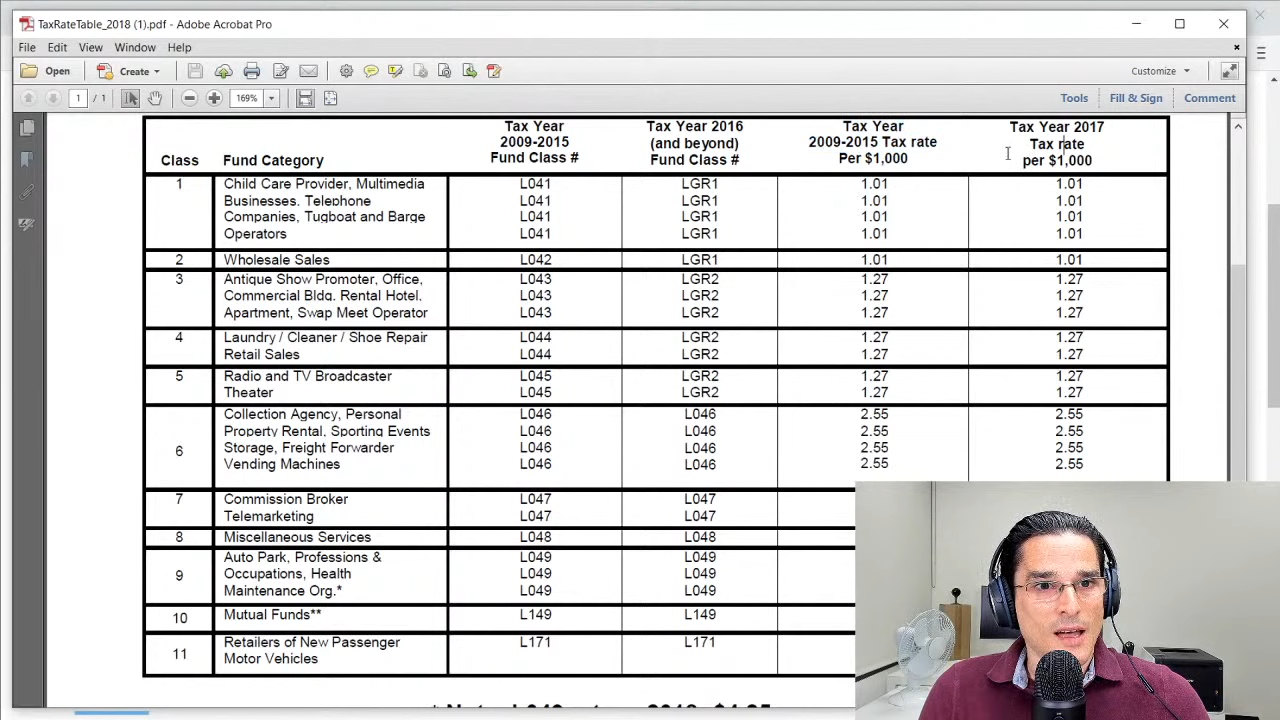 TaxRateTable_2018 (1).pdf - Adobe Acrobat Pro
File Edit View Window Help
Open Create Customize
1 / 1 169% Tools Fill & Sign Comment
Class Fund Category Tax Year 2009-2015 Fund Class # Tax Year 2016 (and beyond) Fund Class # Tax Year 2009-2015 Tax rate Per $1,000 Tax Year 2017 Tax rate per $1,000
1 Child Care Provider, Multimedia L041 LGR1 1.01 1.01
Businesses, Telephone L041 LGR1 1.01 1.01
Companies, Tugboat and Barge L041 LGR1 1.01 1.01
Operators L041 LGR1 1.01 1.01
2 Wholesale Sales L042 LGR1 1.01 1.01
3 Antique Show Promoter, Office, L043 LGR2 1.27 1.27
Commercial Bldg. Rental Hotel, L043 LGR2 1.27 1.27
Apartment, Swap Meet Operator L043 LGR2 1.27 1.27
4 Laundry / Cleaner / Shoe Repair L044 LGR2 1.27 1.27
Retail Sales L044 LGR2 1.27 1.27
5 Radio and TV Broadcaster L045 LGR2 1.27 1.27
Theater L045 LGR2 1.27 1.27
6 Collection Agency, Personal L046 L046 2.55 2.55
Property Rental, Sporting Events L046 L046 2.55 2.55
Storage, Freight Forwarder L046 L046 2.55 2.55
Vending Machines L046 L046 2.55 2.55
7 Commission Broker L047 L047
Telemarketing L047 L047
8 Miscellaneous Services L048 L048
9 Auto Park, Professions & L049 L049
Occupations, Health L049 L049
Maintenance Org.* L049 L049
10 Mutual Funds** L149 L149
11 Retailers of New Passenger L171 L171
Motor Vehicles